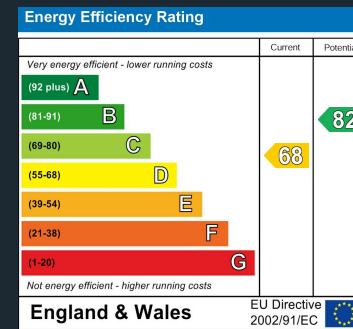 Energy Efficiency Rating
Current
Very energy efficient - lower running costs
(92 plus) A
(81-91) B
82
(69-80) C
68
(55-68) D
(39-54) E
(21-38) F
(1-20) G
Not energy efficient - higher running costs
England & Wales
EU Directive
2002/91/EC